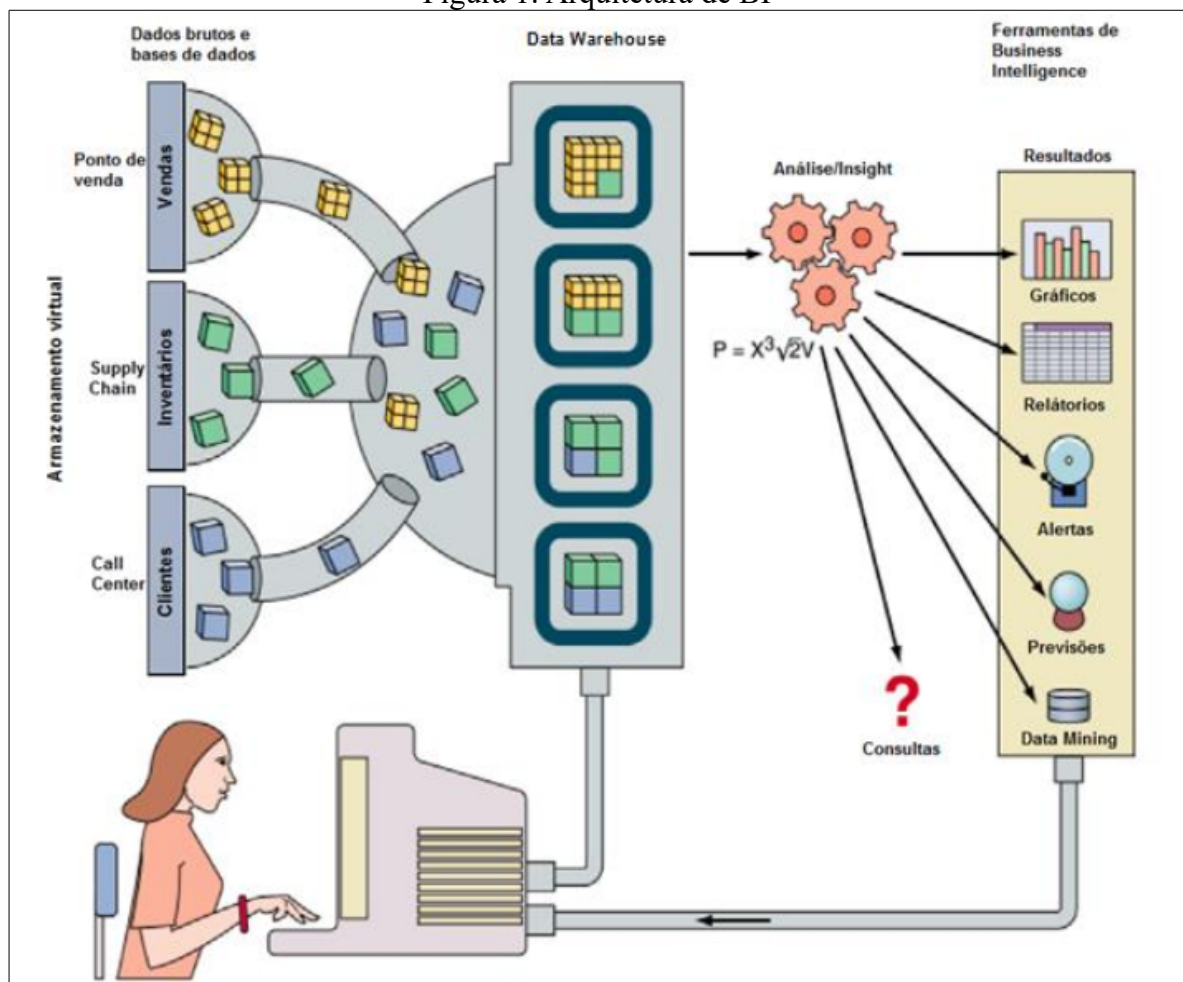 Dados brutos e
bases de dados
Data Warehouse
Ferramentas de
Business
Intelligence
Armazenamento virtual
Ponto de
venda
Vendas
Supply
Chain
Inventários
Call
Center
Clientes
Análise/Insight
P = X³√2V
Resultados
Gráficos
Relátorios
Alertas
Previsões
Data Mining
?
Consultas